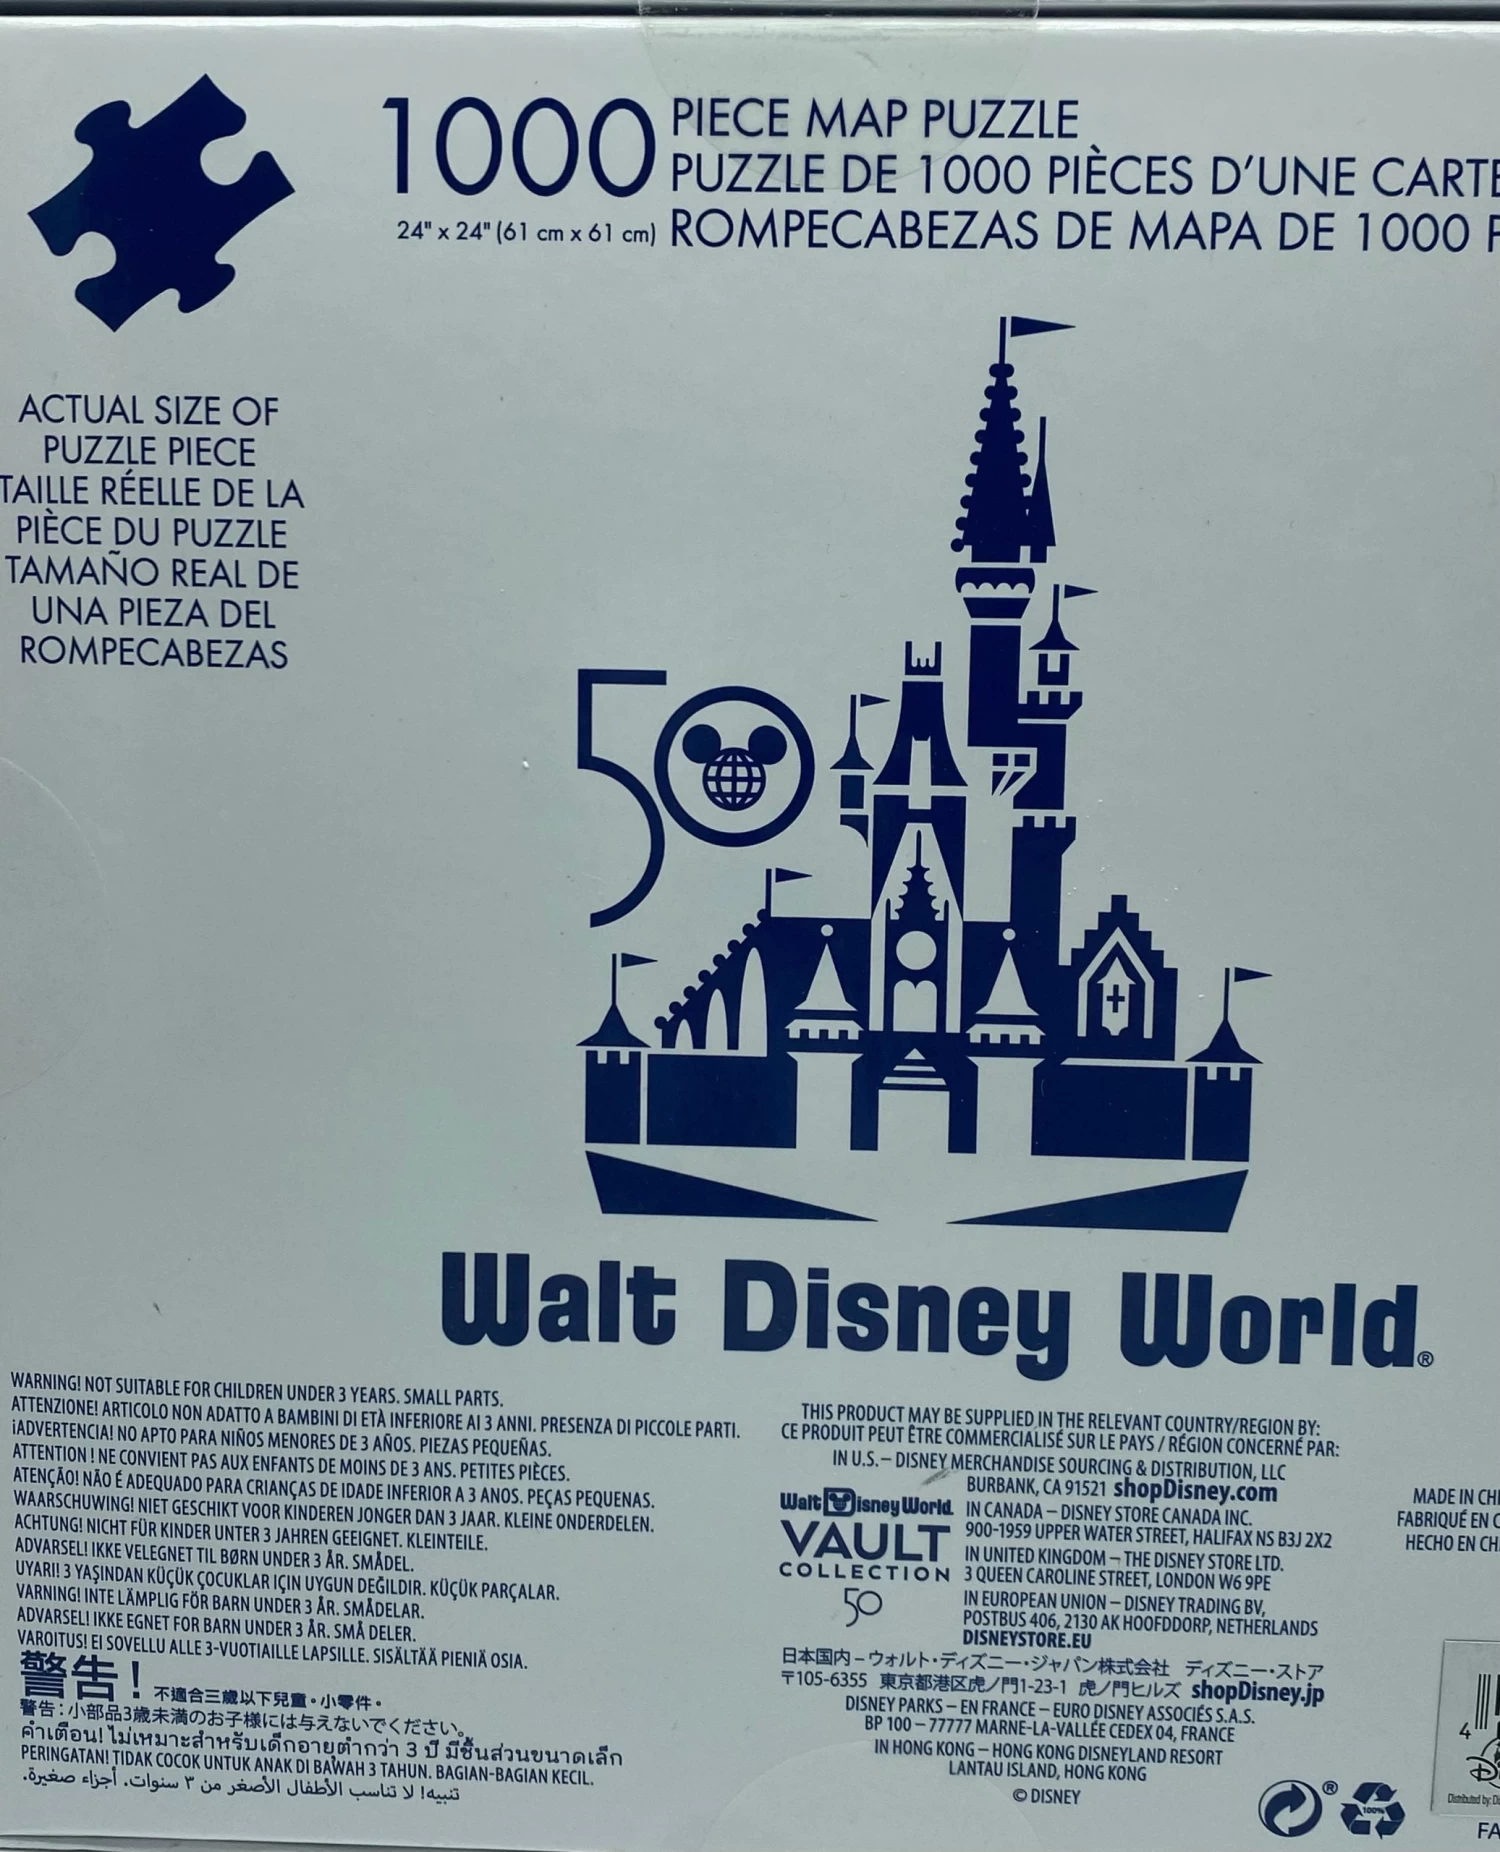 1000 PIECE MAP PUZZLE
PUZZLE DE 1000 PIÈCES D'UNE CARTE
24" x 24" (61 cm x 61 cm) ROMPECABEZAS DE MAPA DE 1000
ACTUAL SIZE OF
PUZZLE PIECE
TAILLE RÉELLE DE LA
PIÈCE DU PUZZLE
TAMAÑO REAL DE
UNA PIEZA DEL
ROMPECABEZAS
50
Walt Disney World®
WARNING! NOT SUITABLE FOR CHILDREN UNDER 3 YEARS. SMALL PARTS.
ATTENZIONE! ARTICOLO NON ADATTO A BAMBINI DI ETÀ INFERIORE AI 3 ANNI. PRESENZA DI PICCOLE PARTI.
¡ADVERTENCIA! NO APTO PARA NIÑOS MENORES DE 3 AÑOS. PIEZAS PEQUEÑAS.
ATTENTION ! NE CONVIENT PAS AUX ENFANTS DE MOINS DE 3 ANS. PETITES PIÈCES.
ATENÇÃO! NÃO É ADEQUADO PARA CRIANÇAS DE IDADE INFERIOR A 3 ANOS. PEÇAS PEQUENAS.
WAARSCHUWING! NIET GESCHIKT VOOR KINDEREN JONGER DAN 3 JAAR. KLEINE ONDERDELEN.
ACHTUNG! NICHT FÜR KINDER UNTER 3 JAHREN GEEIGNET. KLEINTEILE.
ADVARSEL! IKKE VELEGNET TIL BØRN UNDER 3 ÅR. SMÅDEL.
UYARI! 3 YAŞINDAN KÜÇÜK ÇOCUKLAR IÇIN UYGUN DEĞILDIR. KÜÇÜK PARÇALAR.
VARNING! INTE LÄMPLIG FÖR BARN UNDER 3 ÅR. SMÅDELAR.
ADVARSEL! IKKE EGNET FOR BARN UNDER 3 ÅR. SMÅ DELER.
VAROITUS! EI SOVELLU ALLE 3-VUOTIAILLE LAPSILLE. SISÄLTÄÄ PIENIÄ OSIA.
警告! 不適合三歲以下兒童。小零件。
警告:小部品3歳未満のお子様には与えないでください。
คำเตือน! ไม่เหมาะสำหรับเด็กอายุต่ำกว่า 3 ปี มีชิ้นส่วนขนาดเล็ก
PERINGATAN! TIDAK COCOK UNTUK ANAK DI BAWAH 3 TAHUN. BAGIAN-BAGIAN KECIL.
تنبيه! لا تناسب الأطفال الأصغر من ٣ سنوات. أجزاء صغيرة.
THIS PRODUCT MAY BE SUPPLIED IN THE RELEVANT COUNTRY/REGION BY:
CE PRODUIT PEUT ÊTRE COMMERCIALISÉ SUR LE PAYS / RÉGION CONCERNÉ PAR:
IN U.S. – DISNEY MERCHANDISE SOURCING & DISTRIBUTION, LLC
BURBANK, CA 91521 shopDisney.com
Walt Disney World
VAULT
COLLECTION
50
IN CANADA – DISNEY STORE CANADA INC.
900-1959 UPPER WATER STREET, HALIFAX NS B3J 2X2
IN UNITED KINGDOM – THE DISNEY STORE LTD.
3 QUEEN CAROLINE STREET, LONDON W6 9PE
IN EUROPEAN UNION – DISNEY TRADING BV,
POSTBUS 406, 2130 AK HOOFDDORP, NETHERLANDS
DISNEYSTORE.EU
日本国内 – ウォルト・ディズニー・ジャパン株式会社 ディズニー・ストア
〒105-6355 東京都港区虎ノ門1-23-1 虎ノ門ヒルズ shopDisney.jp
DISNEY PARKS – EN FRANCE – EURO DISNEY ASSOCIÉS S.A.S.
BP 100 – 77777 MARNE-LA-VALLÉE CEDEX 04, FRANCE
IN HONG KONG – HONG KONG DISNEYLAND RESORT
LANTAU ISLAND, HONG KONG
© DISNEY
MADE IN CHI
FABRIQUÉ EN C
HECHO EN CHI
®
100%
4
Distributed by: Di
FA